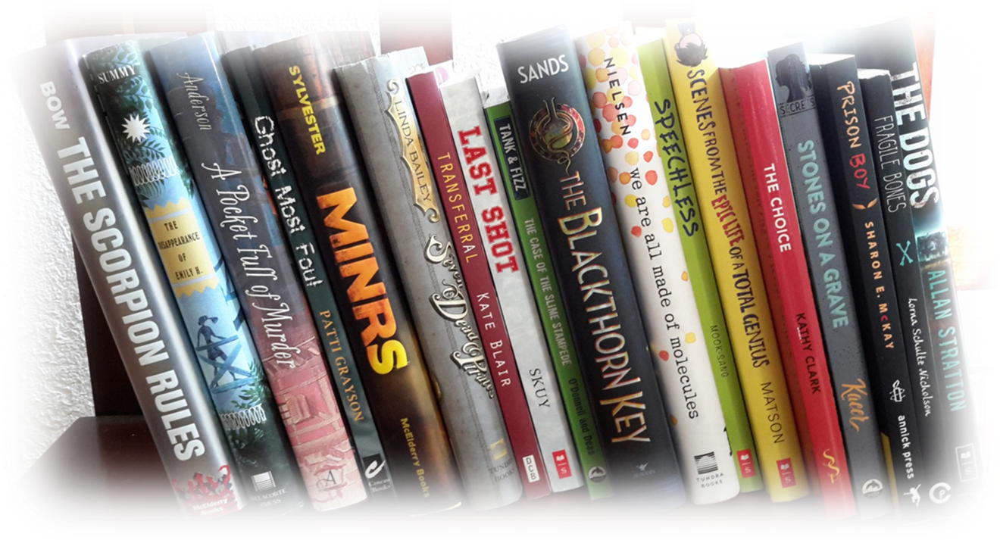 BOW THE SCORPION RULES
McElderry Books
SUMMY
THE
DISAPPEARANCE
OF
EMILY H.
DELACORTE
PRESS
Anderson A Pocket Full of Murder
A
Ghost Most Foul PATTI GRAYSON
Coteau
Books
SYLVESTER MINRS McElderry Books
LINDA BAILEY Seven Dead Pirates
TUNDRA
BOOKS
TRANSFERRAL KATE BLAIR
DCB
LAST SHOT SKUY
TANK & FIZZ THE CASE OF THE SLIME STAMPEDE O'Donnell and Deas
SANDS THE BLACKTHORN KEY
ALADDIN
NIELSEN we are all made of molecules
TUNDRA
BOOKS
SPEECHLESS MOOK-SANG
SCENES FROM THE EPIC LIFE OF A TOTAL GENIUS MATSON
THE CHOICE KATHY CLARK
SECRETS
STONES ON A GRAVE Kacer
PRISON BOY SHARON E. McKAY annick press
FRAGILE BONES Lorna Schultz Nicholson
THE DOGS ALLAN STRATTON